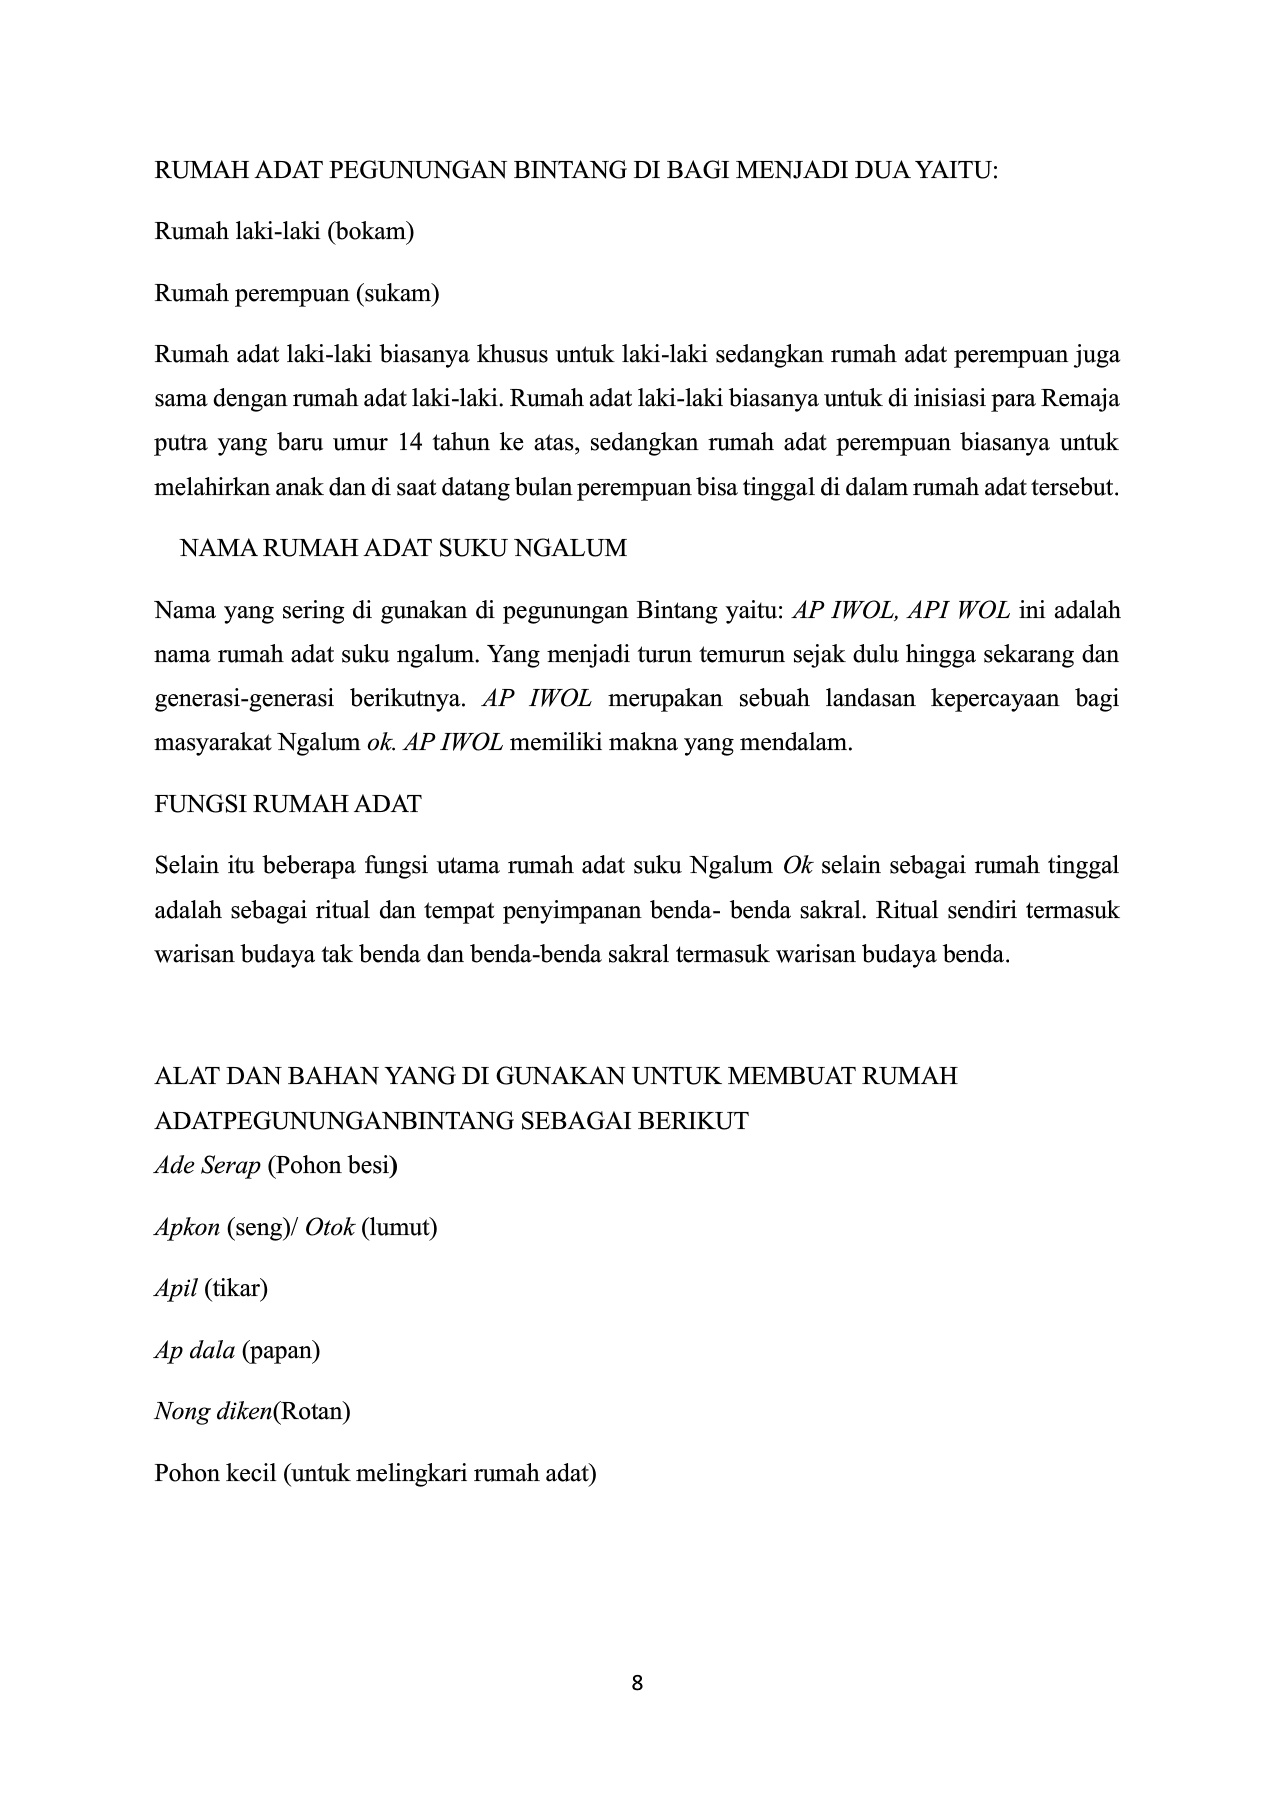 RUMAH ADAT PEGUNUNGAN BINTANG DI BAGI MENJADI DUA YAITU:
Rumah laki-laki (bokam)
Rumah perempuan (sukam)
Rumah adat laki-laki biasanya khusus untuk laki-laki sedangkan rumah adat perempuan juga
sama dengan rumah adat laki-laki. Rumah adat laki-laki biasanya untuk di inisiasi para Remaja
putra yang baru umur 14 tahun ke atas, sedangkan rumah adat perempuan biasanya untuk
melahirkan anak dan di saat datang bulan perempuan bisa tinggal di dalam rumah adat tersebut.
NAMA RUMAH ADAT SUKU NGALUM
Nama yang sering di gunakan di pegunungan Bintang yaitu: AP IWOL, API WOL ini adalah
nama rumah adat suku ngalum. Yang menjadi turun temurun sejak dulu hingga sekarang dan
generasi-generasi berikutnya. AP IWOL merupakan sebuah landasan kepercayaan bagi
masyarakat Ngalum ok. AP IWOL memiliki makna yang mendalam.
FUNGSI RUMAH ADAT
Selain itu beberapa fungsi utama rumah adat suku Ngalum Ok selain sebagai rumah tinggal
adalah sebagai ritual dan tempat penyimpanan benda- benda sakral. Ritual sendiri termasuk
warisan budaya tak benda dan benda-benda sakral termasuk warisan budaya benda.
ALAT DAN BAHAN YANG DI GUNAKAN UNTUK MEMBUAT RUMAH
ADATPEGUNUNGANBINTANG SEBAGAI BERIKUT
Ade Serap (Pohon besi)
Apkon (seng)/ Otok (lumut)
Apil (tikar)
Ap dala (papan)
Nong diken(Rotan)
Pohon kecil (untuk melingkari rumah adat)
8